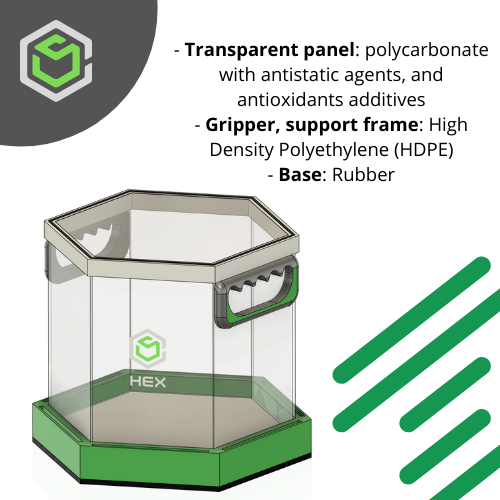 - Transparent panel: polycarbonate
with antistatic agents, and
antioxidants additives
- Gripper, support frame: High
Density Polyethylene (HDPE)
- Base: Rubber
HEX